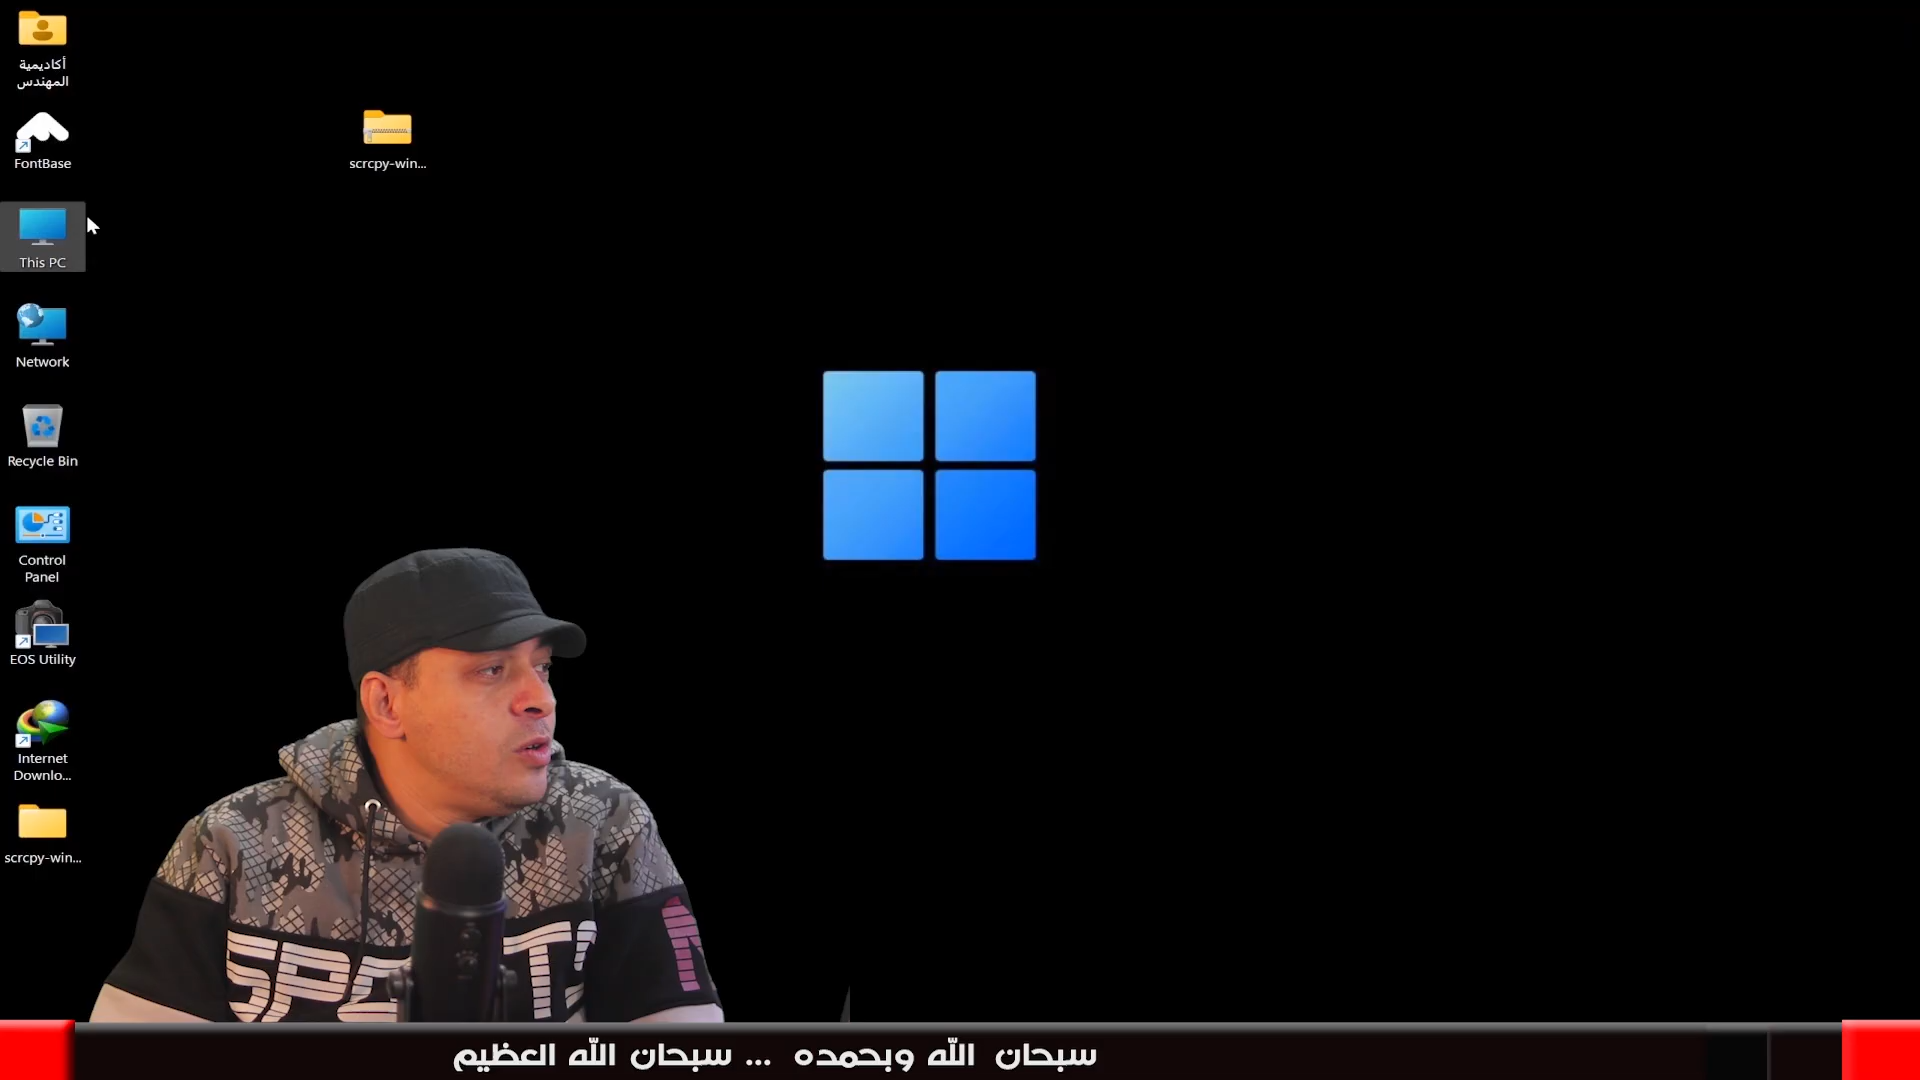 أكاديمية
المهندس
FontBase
scrcpy-win...
This PC
Network
Recycle Bin
Control
Panel
EOS Utility
Internet
Downlo...
scrcpy-win...
سبحان الله وبحمده ... سبحان الله العظيم